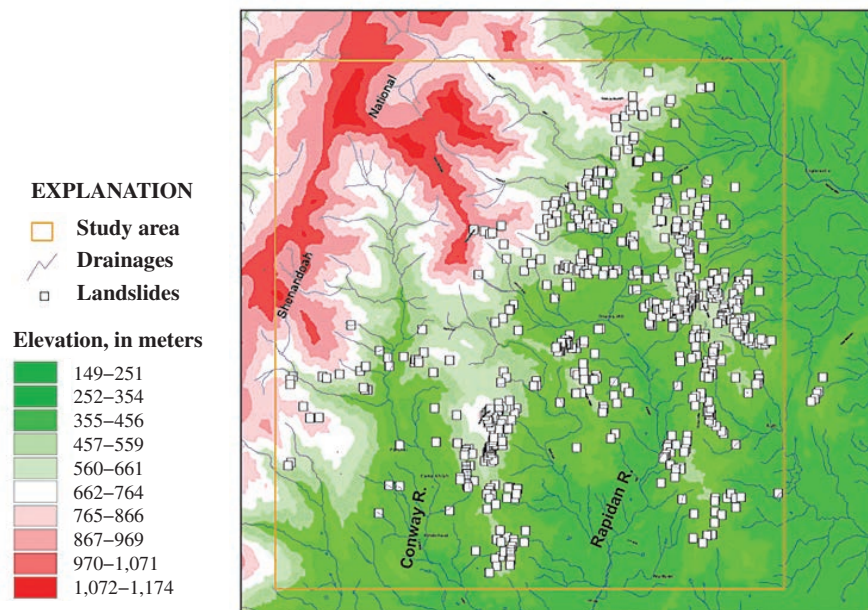 EXPLANATION
Study area
Drainages
Landslides
Elevation, in meters
149–251
252–354
355–456
457–559
560–661
662–764
765–866
867–969
970–1,071
1,072–1,174
National
Shenandoah
Conway R.
Rapidan R.